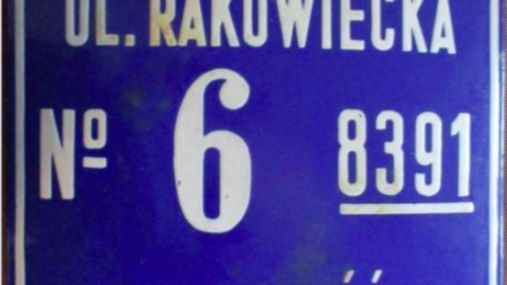 UL. RAKOWIECKA
Nº 6 8391